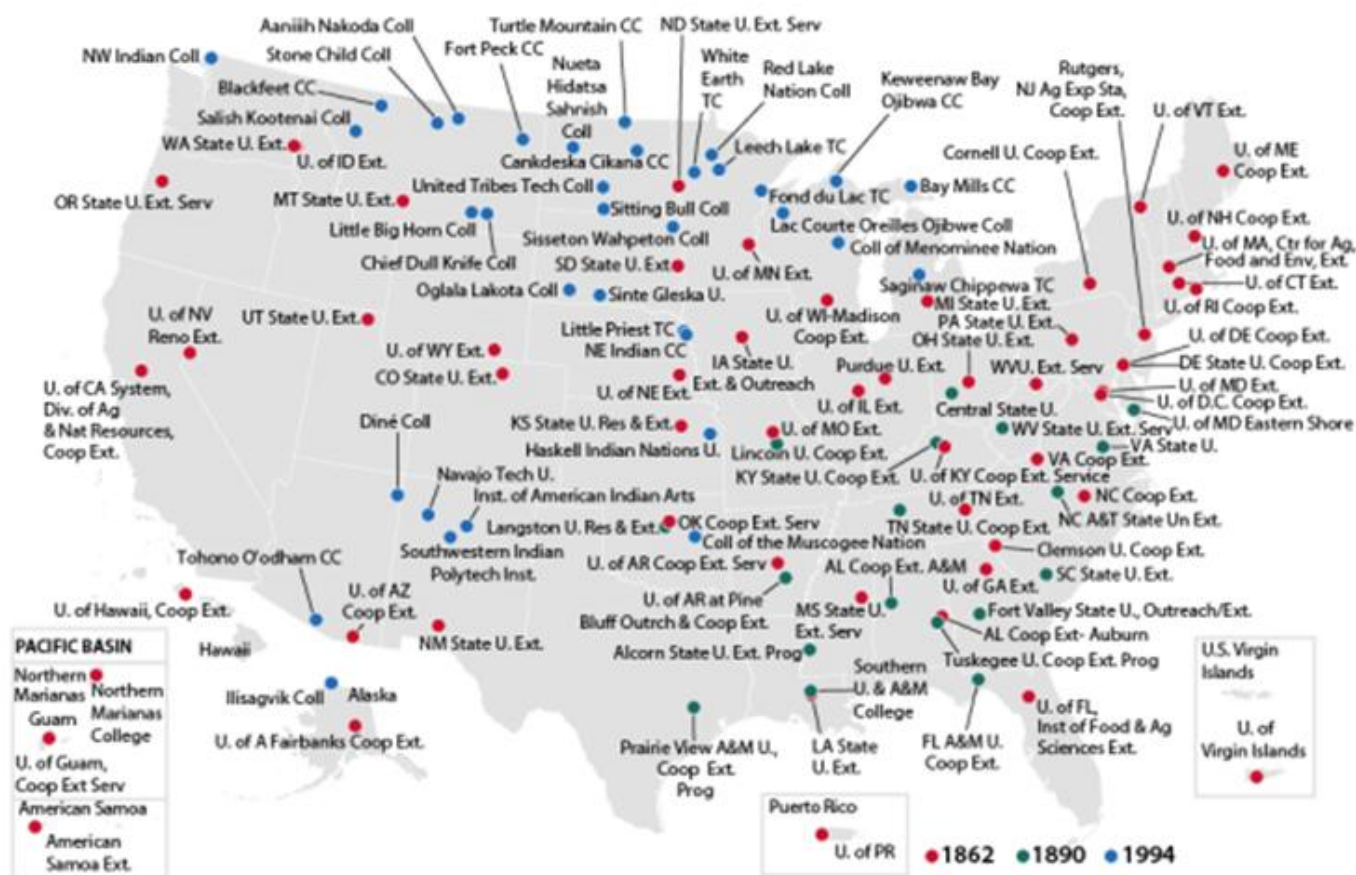 Aaniiih Nakoda Coll
Turtle Mountain CC
ND State U. Ext. Serv
NW Indian Coll
Stone Child Coll
Fort Peck CC
Nueta
Hidatsa
Sahnish
Coll
White
Earth
TC
Red Lake
Nation Coll
Keweenaw Bay
Ojibwa CC
Rutgers,
NJ Ag Exp Sta,
Coop Ext.
U. of VT Ext.
Blackfeet CC
Salish Kootenai Coll
WA State U. Ext.
U. of ID Ext.
Cankdeska Cikana CC
Leech Lake TC
Cornell U. Coop Ext.
U. of ME
Coop Ext.
OR State U. Ext. Serv
MT State U. Ext.
United Tribes Tech Coll
Sitting Bull Coll
Fond du Lac TC
Bay Mills CC
Little Big Horn Coll
Sisseton Wahpeton Coll
Lac Courte Oreilles Ojibwe Coll
Coll of Menominee Nation
U. of NH Coop Ext.
U. of MA, Ctr for Ag,
Food and Env, Ext.
Chief Dull Knife Coll
SD State U. Ext.
U. of MN Ext.
Saginaw Chippewa TC
U. of CT Ext.
U. of RI Coop Ext.
Oglala Lakota Coll
Sinte Gleska U.
U. of WI-Madison
Coop Ext.
MI State U. Ext.
PA State U. Ext.
OH State U. Ext.
U. of NV
Reno Ext.
UT State U. Ext.
Little Priest TC
NE Indian CC
IA State U.
Ext. & Outreach
Purdue U. Ext.
WVU. Ext. Serv
U. of DE Coop Ext.
DE State U. Coop Ext.
U. of WY Ext.
CO State U. Ext.
U. of NE Ext.
U. of IL Ext.
Central State U.
U. of MD Ext.
U. of D.C. Coop Ext.
U. of MD Eastern Shore
U. of CA System,
Div. of Ag
& Nat Resources,
Coop Ext.
Diné Coll
KS State U. Res & Ext.
Haskell Indian Nations U.
U. of MO Ext.
Lincoln U. Coop Ext.
WV State U. Ext. Serv
VA State U.
KY State U. Coop Ext.
U. of KY Coop Ext. Service
VA Coop Ext.
Navajo Tech U.
Inst. of American Indian Arts
U. of TN Ext.
NC Coop Ext.
Langston U. Res & Ext.
OK Coop Ext. Serv
TN State U. Coop Ext.
NC A&T State Un Ext.
Southwestern Indian
Polytech Inst.
Coll of the Muscogee Nation
Clemson U. Coop Ext.
Tohono O'odham CC
U. of AR Coop Ext. Serv
AL Coop Ext. A&M
U. of GA Ext.
SC State U. Ext.
U. of Hawaii, Coop Ext.
U. of AZ
Coop Ext.
U. of AR at Pine
Bluff Outrch & Coop Ext.
MS State U.
Ext. Serv
Fort Valley State U., Outreach/Ext.
AL Coop Ext- Auburn
Hawaii
NM State U. Ext.
Alcorn State U. Ext. Prog
Tuskegee U. Coop Ext. Prog
PACIFIC BASIN
Northern
Marianas
Northern
Marianas
College
Guam
U. of Guam,
Coop Ext Serv
American Samoa
American
Samoa Ext.
Ilisagvik Coll
Alaska
U. of A Fairbanks Coop Ext.
Southern
U. & A&M
College
Prairie View A&M U.,
Coop Ext.
Prog
LA State
U. Ext.
FL A&M U.
Coop Ext.
U. of FL,
Inst of Food & Ag
Sciences Ext.
U.S. Virgin
Islands
U. of
Virgin Islands
Puerto Rico
U. of PR
1862
1890
1994